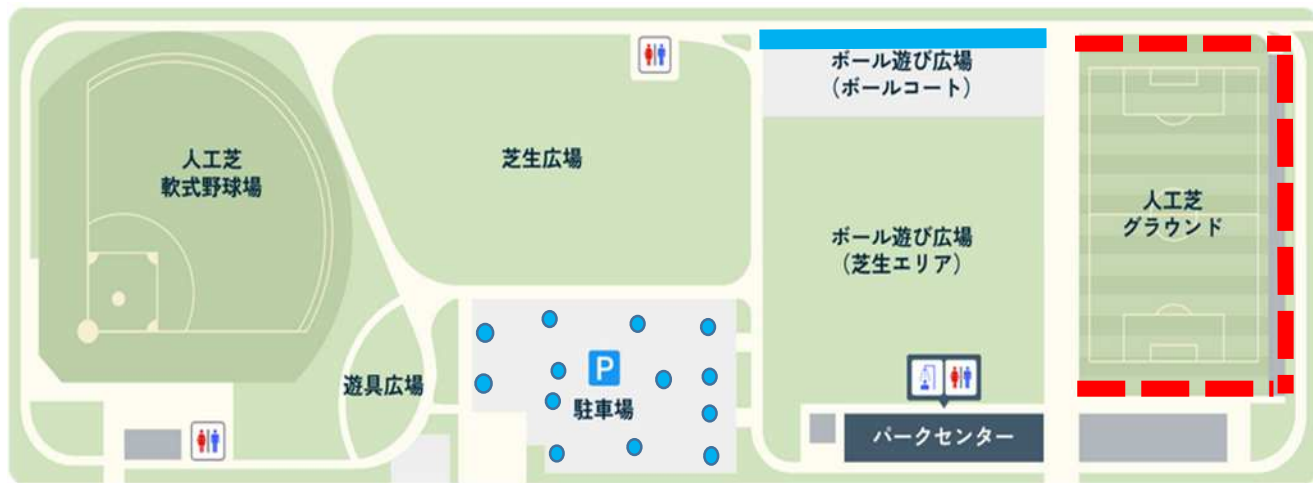 人工芝
軟式野球場
芝生広場
ボール遊び広場
（ボールコート）
ボール遊び広場
（芝生エリア）
人工芝
グラウンド
遊具広場
P
駐車場
パークセンター